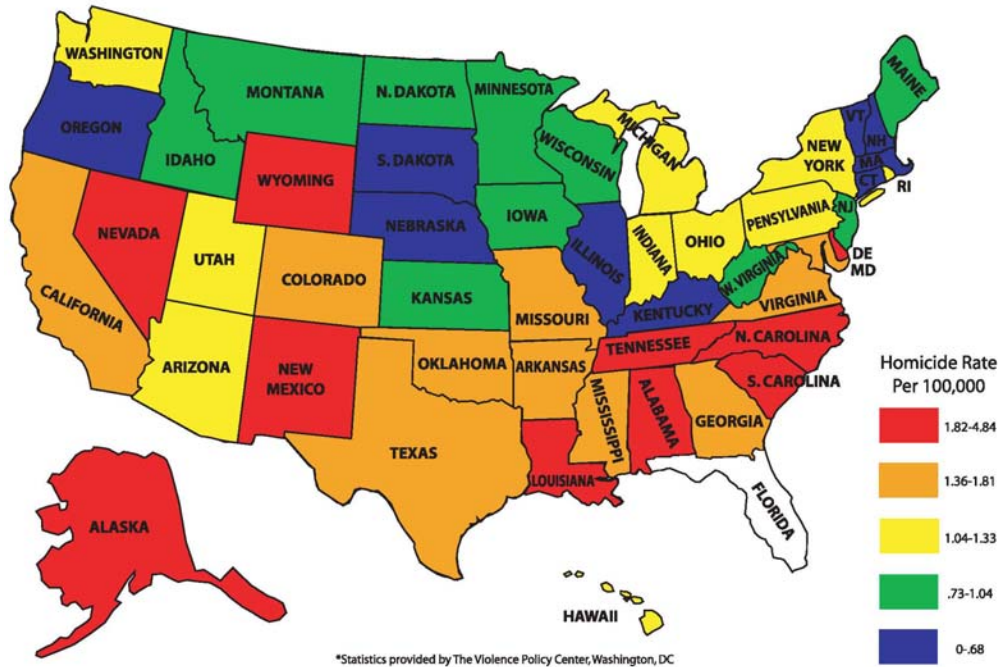 WASHINGTON
OREGON
IDAHO
MONTANA
N. DAKOTA
MINNESOTA
WISCONSIN
MICHIGAN
MAINE
VT
NH
MA
CT
RI
NEW
YORK
S. DAKOTA
WYOMING
NEBRASKA
IOWA
NEVADA
UTAH
COLORADO
KANSAS
CALIFORNIA
ILLINOIS
INDIANA
OHIO
PENSYLVANIA
NJ
DE
MD
W. VIRGINIA
VIRGINIA
KENTUCKY
MISSOURI
TENNESSEE
N. CAROLINA
S. CAROLINA
ARIZONA
NEW
MEXICO
OKLAHOMA
ARKANSAS
MISSISSIPPI
ALABAMA
GEORGIA
TEXAS
LOUISIANA
FLORIDA
ALASKA
HAWAII
Homicide Rate
Per 100,000
1.82-4.84
1.36-1.81
1.04-1.33
.73-1.04
0-.68
*Statistics provided by The Violence Policy Center, Washington, DC